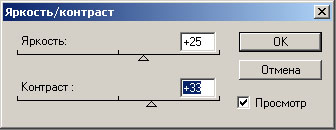 Яркость/контраст
Яркость: +25 OK
Отмена
Контраст : +33
Просмотр